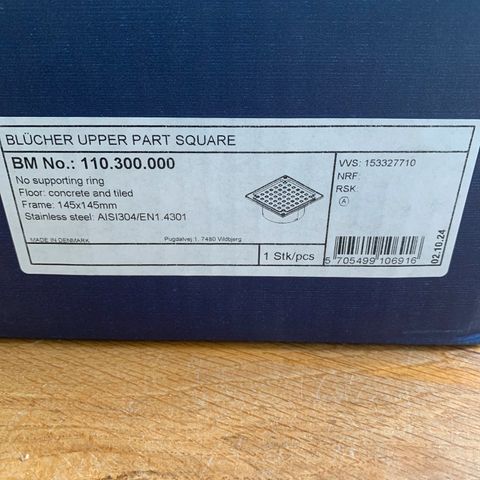 BLÜCHER UPPER PART SQUARE
BM No.: 110.300.000
No supporting ring
Floor: concrete and tiled
Frame: 145x145mm
Stainless steel: AISI304/EN1.4301
MADE IN DENMARK
Pugdalvej 1, 7480 Vildbjerg
1 Stk/pcs
VVS: 153327710
NRF:
RSK:
A
5 705499 106916
02.10.24